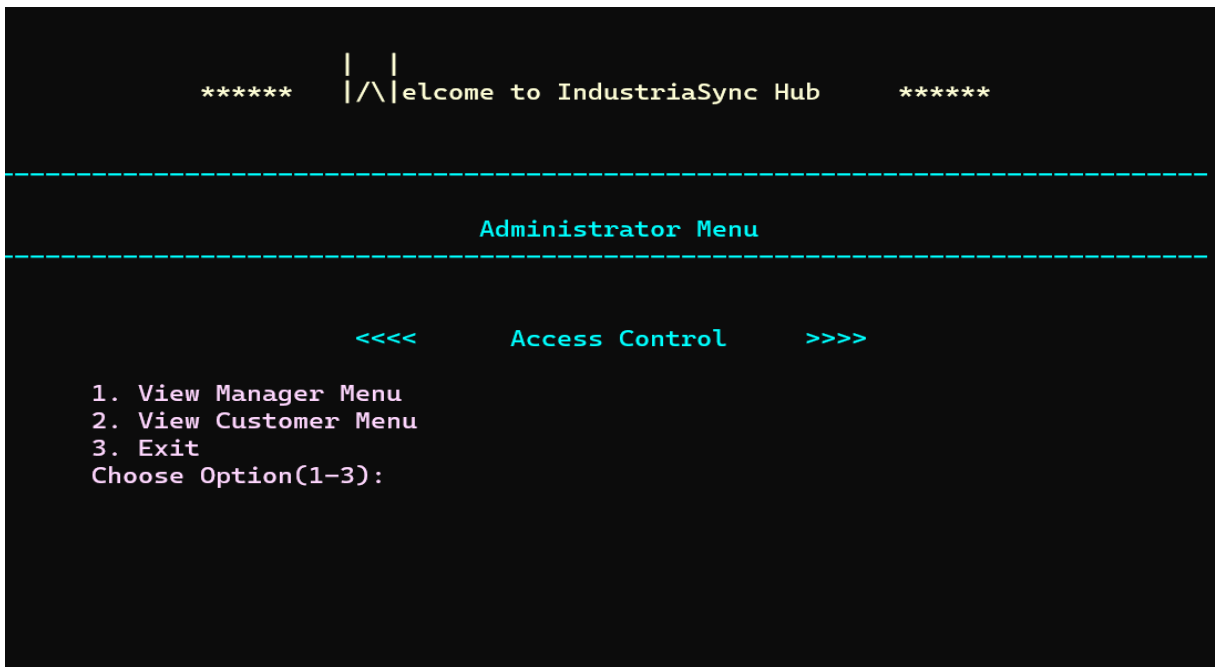 |  |
******   |/\|elcome to IndustriaSync Hub     ******
------------------------------------------------------------------------------
Administrator Menu
------------------------------------------------------------------------------
<<<<      Access Control     >>>>
1. View Manager Menu
2. View Customer Menu
3. Exit
Choose Option(1-3):